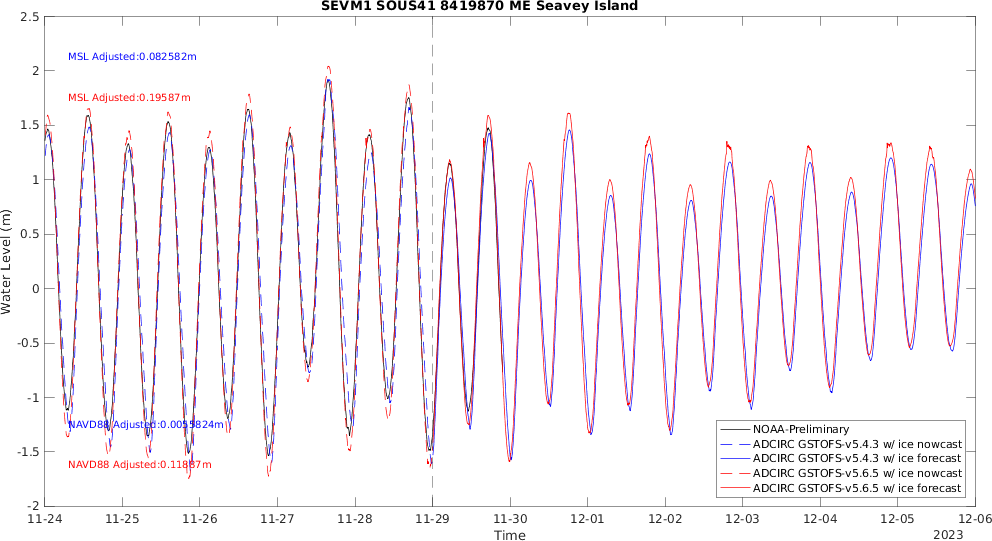 SEVM1 SOUS41 8419870 ME Seavey Island
2.5
2
1.5
1
0.5
0
-0.5
-1
-1.5
-2
Water Level (m)
MSL Adjusted:0.082582m
MSL Adjusted:0.19587m
NAVD88 Adjusted:0.0055824m
NAVD88 Adjusted:0.11887m
NOAA-Preliminary
ADCIRC GSTOFS-v5.4.3 w/ ice nowcast
ADCIRC GSTOFS-v5.4.3 w/ ice forecast
ADCIRC GSTOFS-v5.6.5 w/ ice nowcast
ADCIRC GSTOFS-v5.6.5 w/ ice forecast
11-24 11-25 11-26 11-27 11-28 11-29 11-30 12-01 12-02 12-03 12-04 12-05 12-06
Time
2023